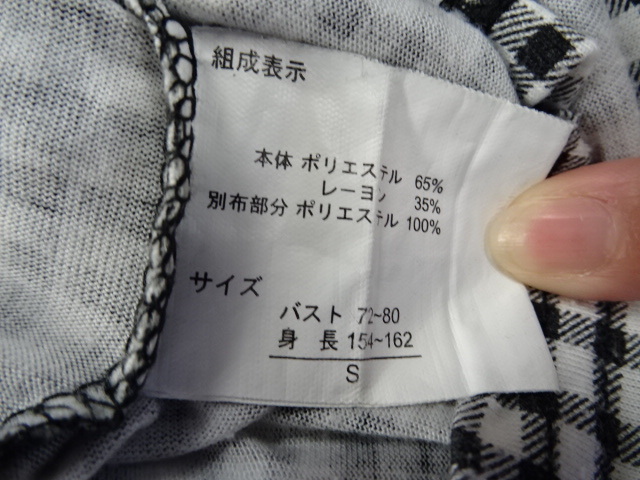 組成表示
本体 ポリエステル 65%
レーヨン 35%
別布部分 ポリエステル 100%
サイズ
バスト 72~80
身長 154~162
S